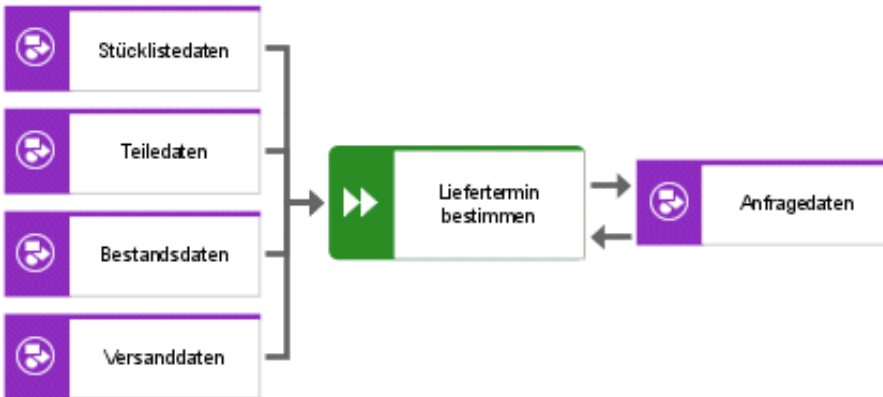 Stücklistedaten
Teiledaten
Bestandsdaten
Versanddaten
Liefertermin
bestimmen
Anfragedaten